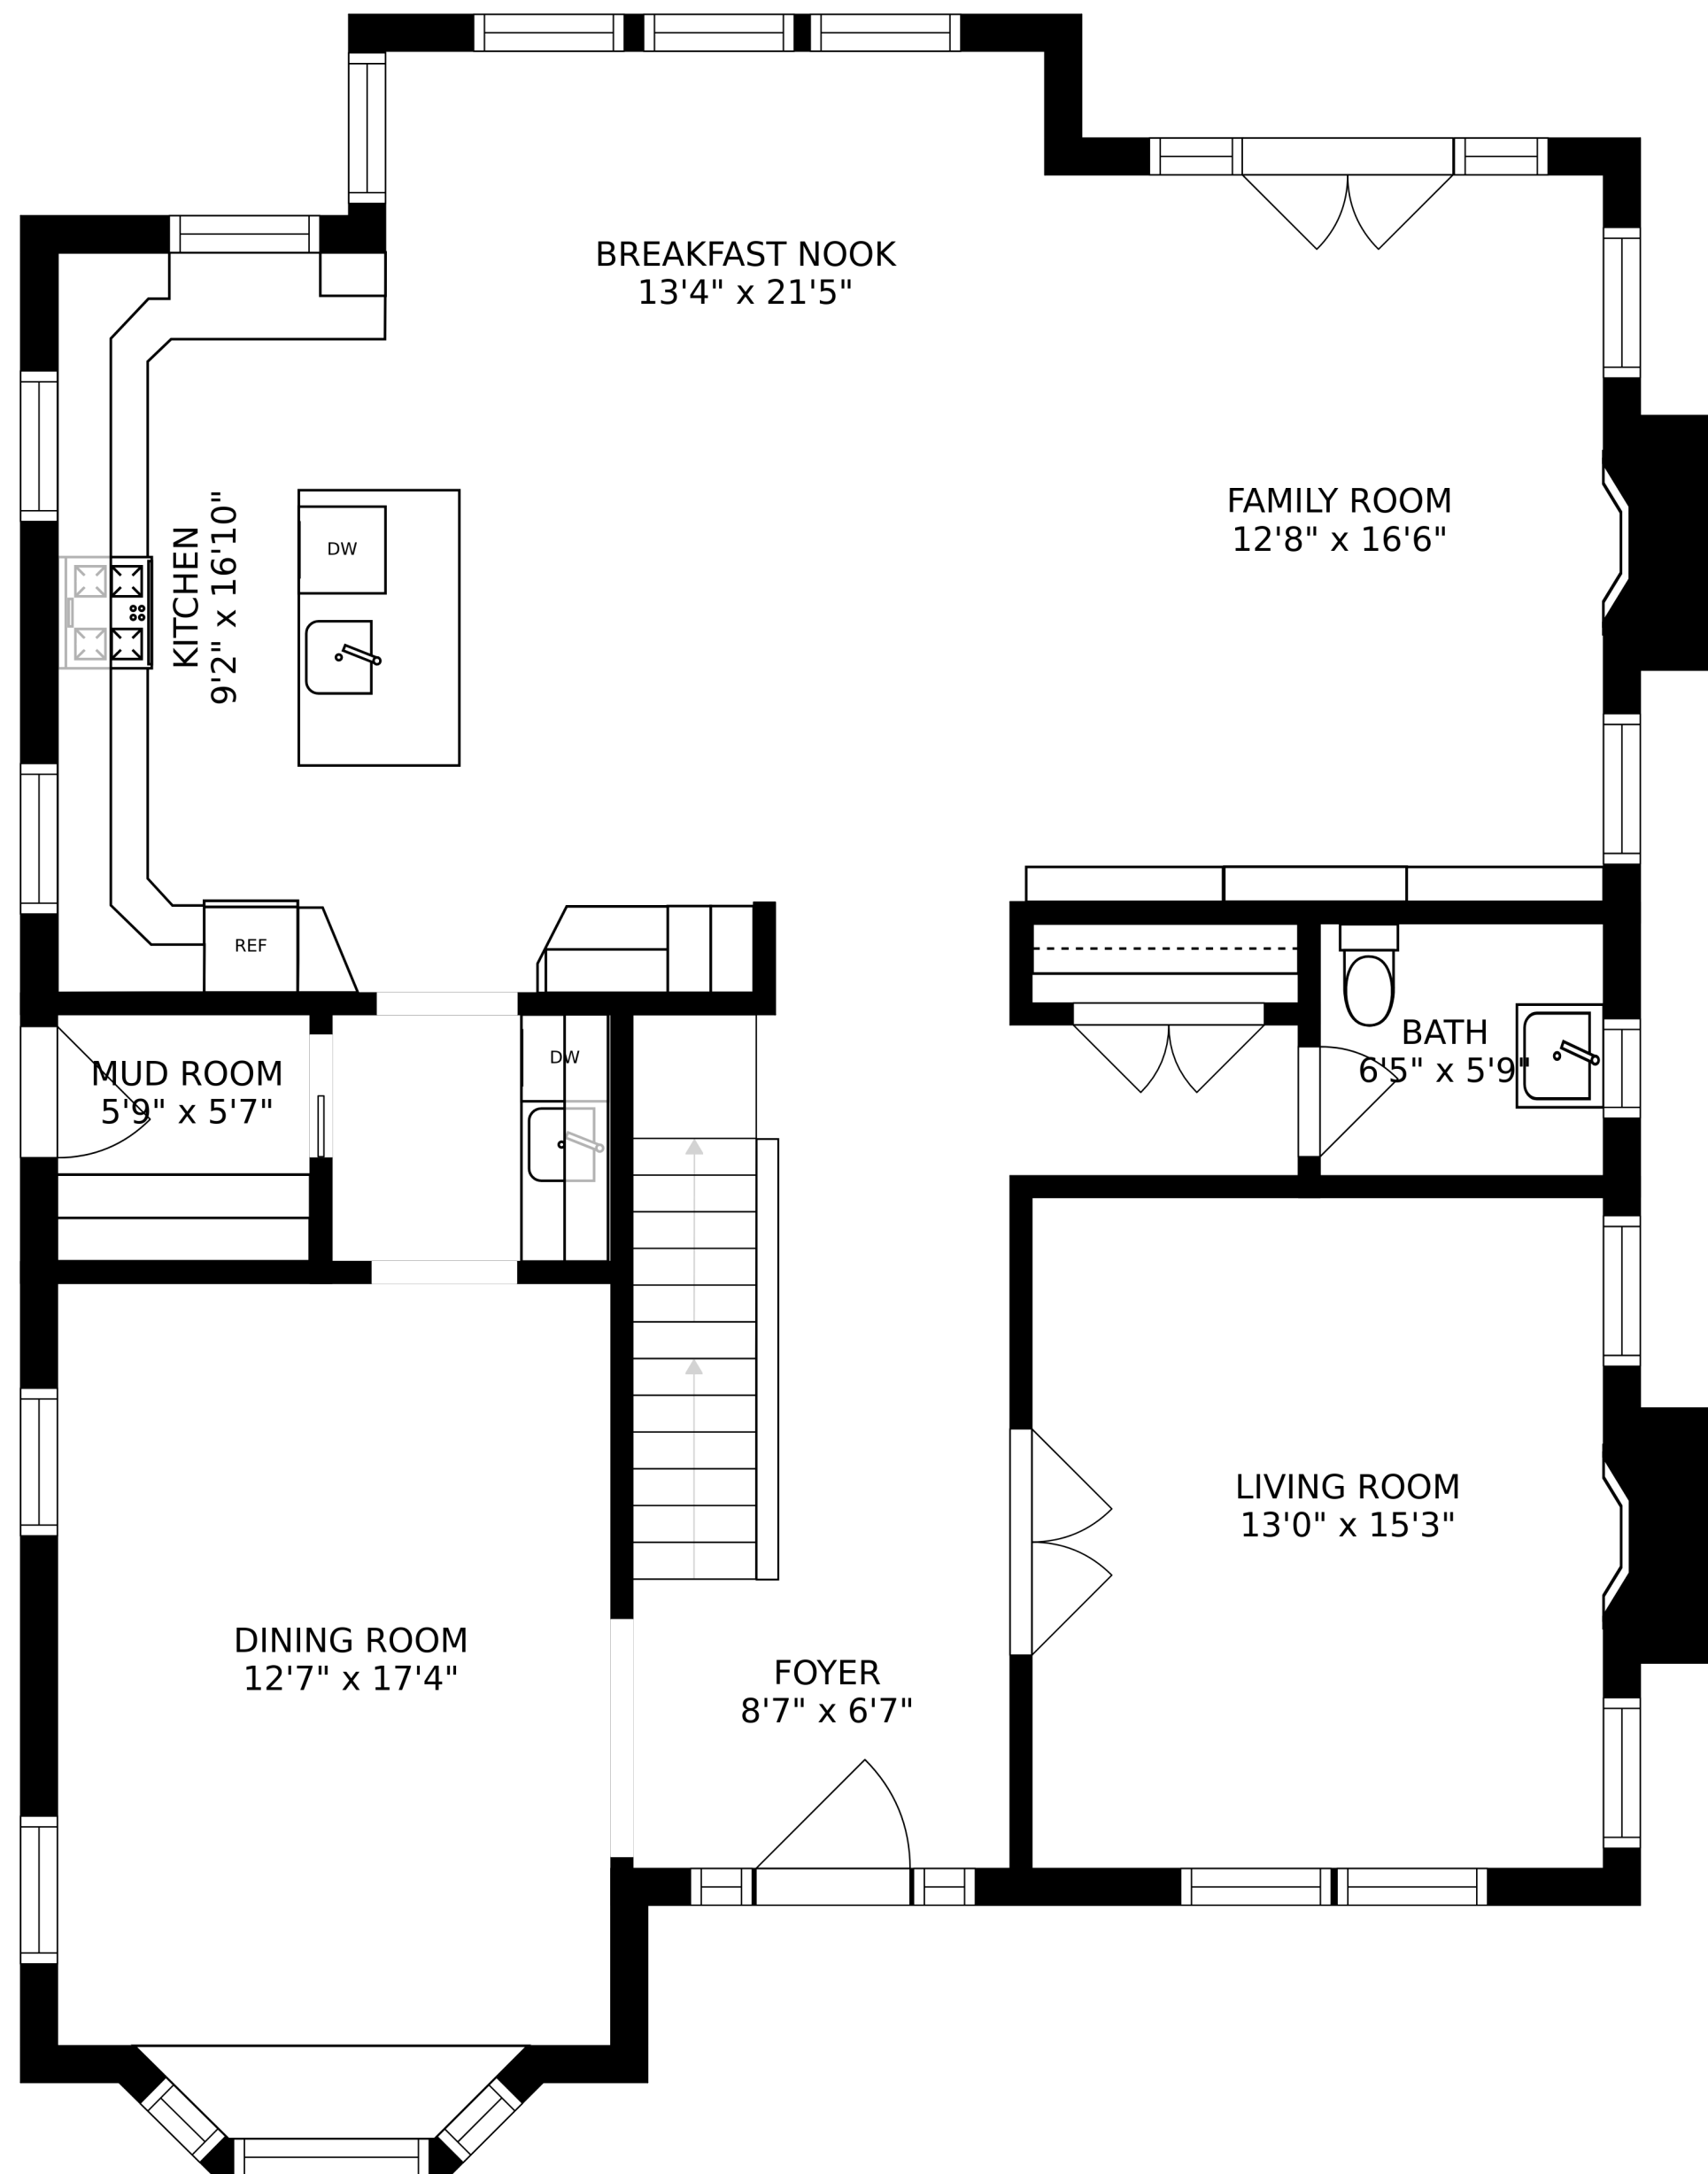 BREAKFAST NOOK
13'4" x 21'5"
FAMILY ROOM
12'8" x 16'6"
KITCHEN
9'2" x 16'10"
DW
REF
MUD ROOM
5'9" x 5'7"
DW
BATH
6'5" x 5'9"
LIVING ROOM
13'0" x 15'3"
DINING ROOM
12'7" x 17'4"
FOYER
8'7" x 6'7"